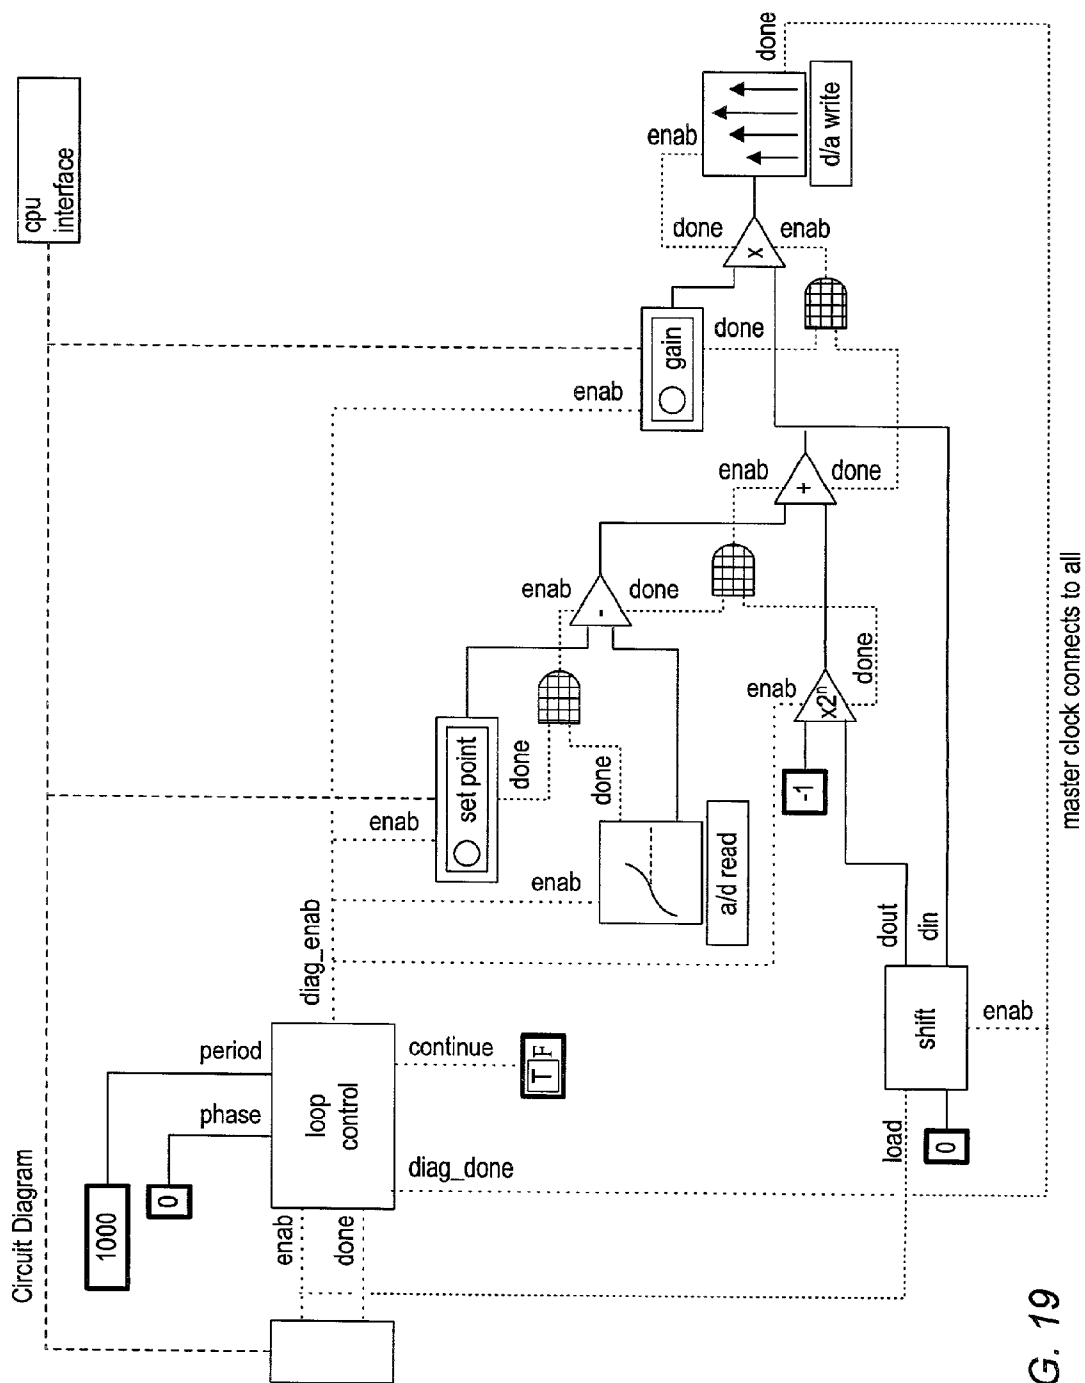 Circuit Diagram
cpu
interface
1000
0
period
phase
loop
control
enab
done
diag_enab
diag_done
continue
T F
enab
set point
done
enab
a/d read
done
enab
-
done
enab
gain
done
-1
enab
x2ⁿ
done
enab
+
done
done
x
enab
enab
d/a write
done
load
0
shift
dout
din
enab
master clock connects to all
G. 19